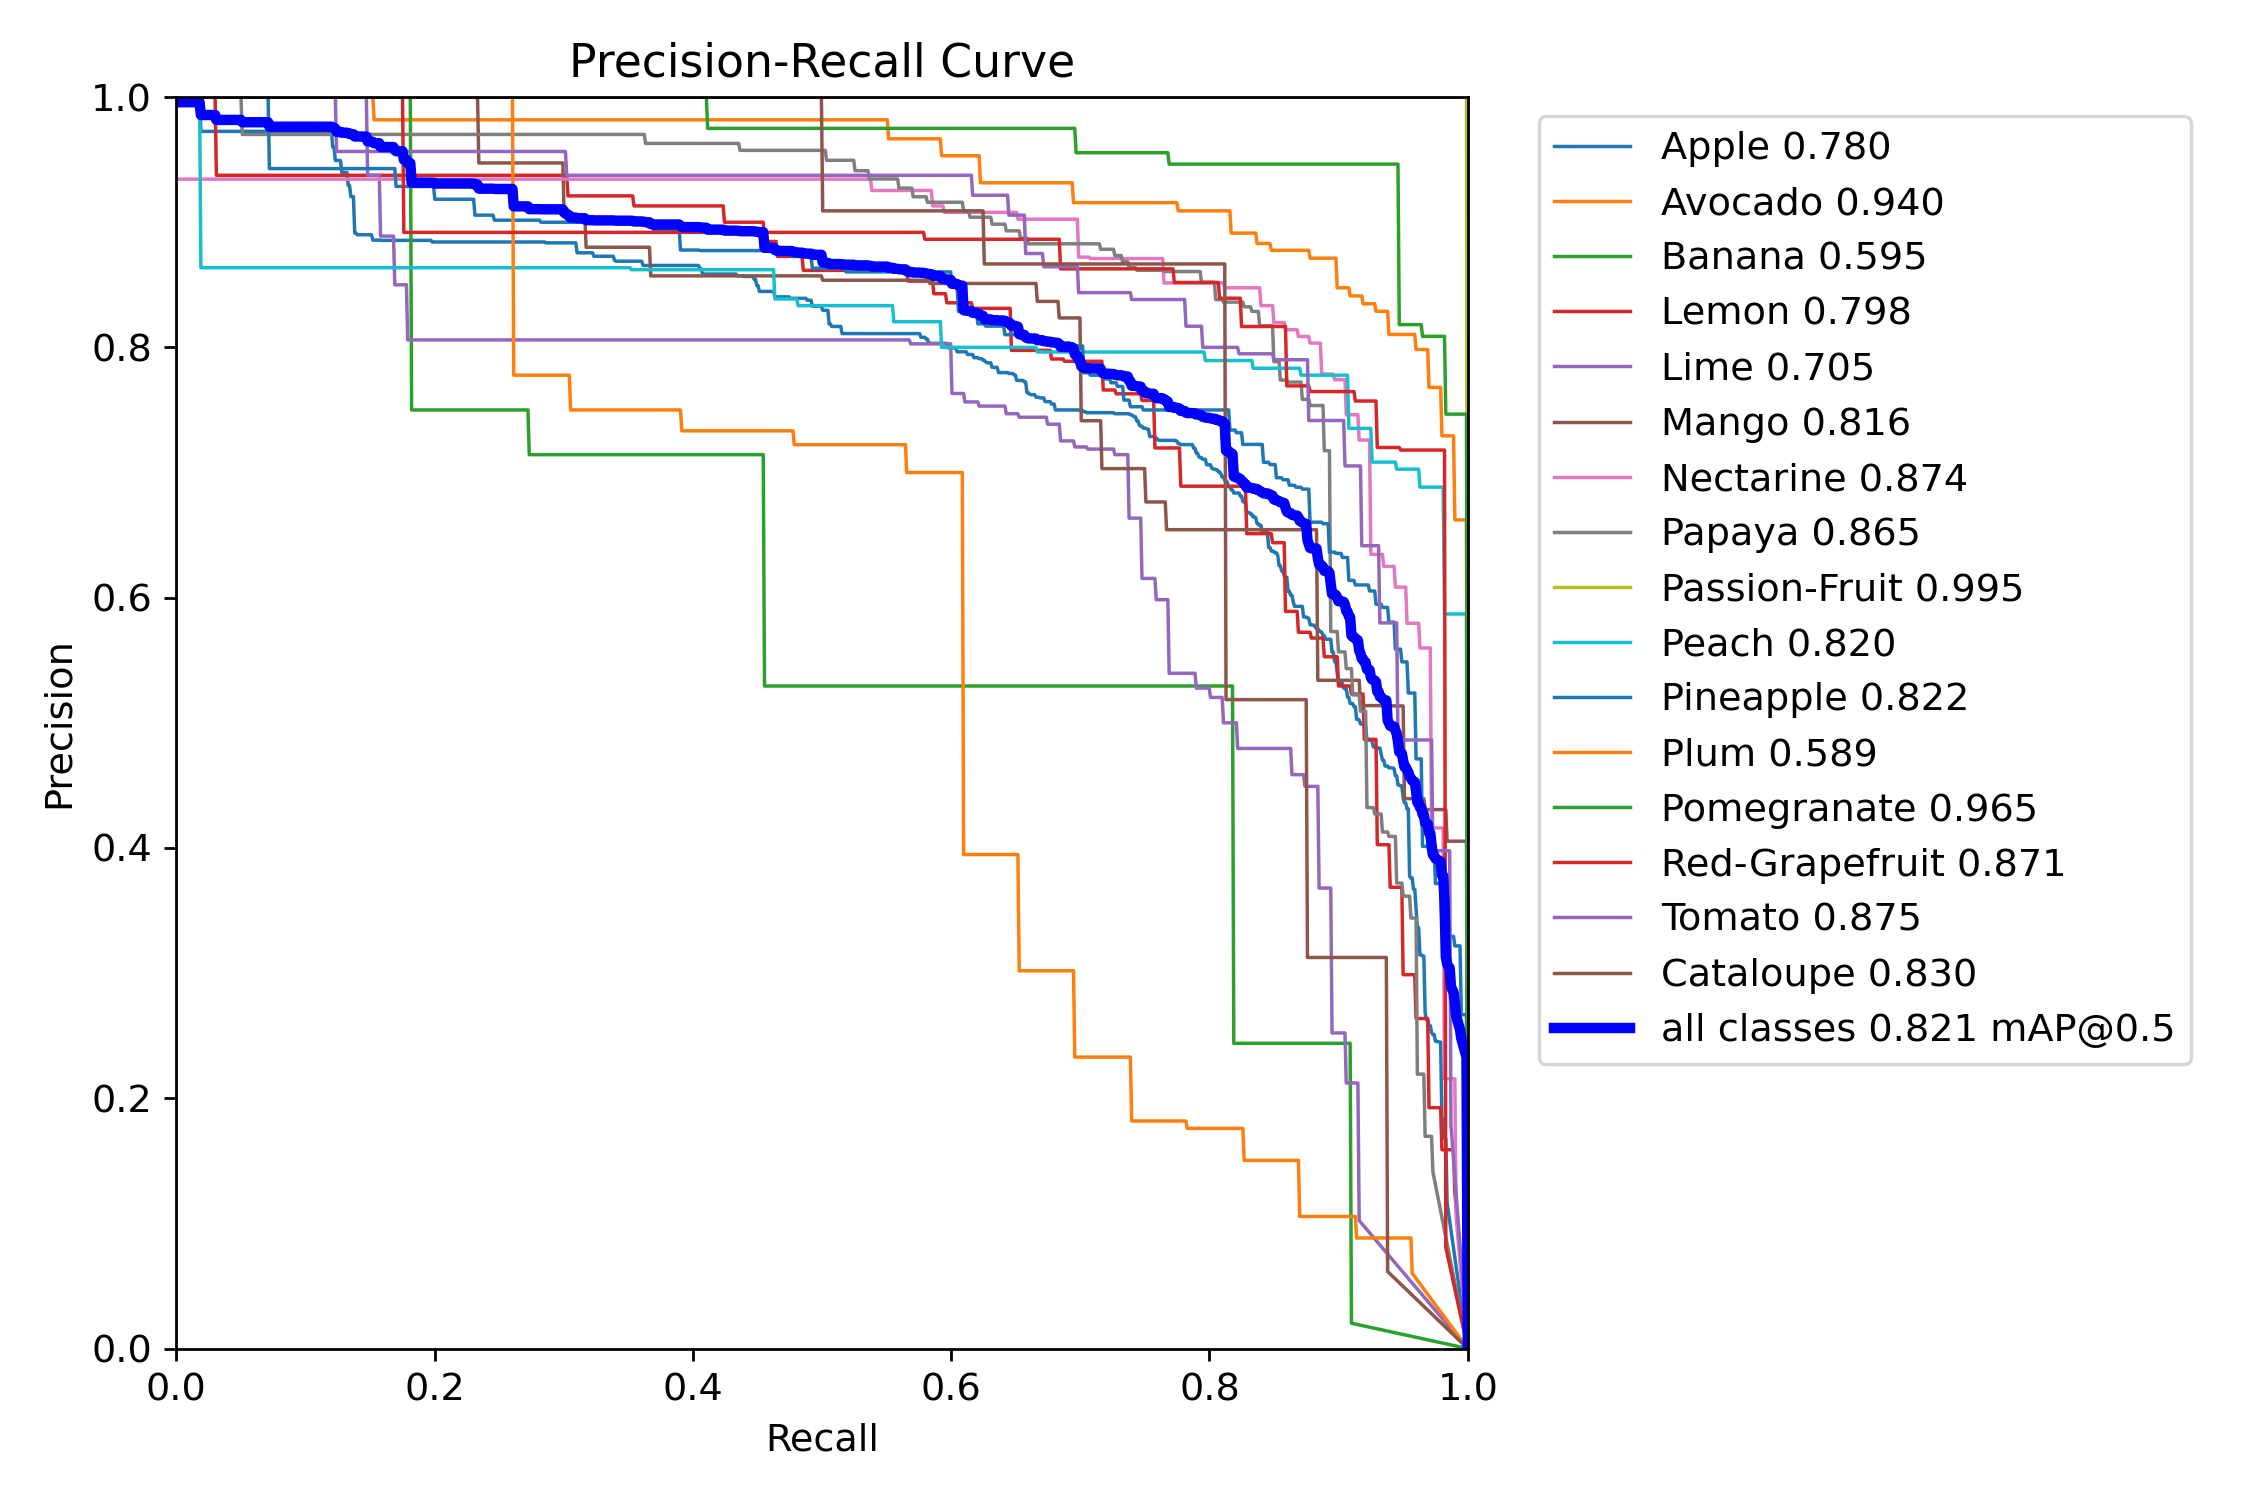 Precision-Recall Curve
1.0
0.8
0.6
0.4
0.2
0.0
Precision
0.0 0.2 0.4 0.6 0.8 1.0
Recall
Apple 0.780
Avocado 0.940
Banana 0.595
Lemon 0.798
Lime 0.705
Mango 0.816
Nectarine 0.874
Papaya 0.865
Passion-Fruit 0.995
Peach 0.820
Pineapple 0.822
Plum 0.589
Pomegranate 0.965
Red-Grapefruit 0.871
Tomato 0.875
Cataloupe 0.830
all classes 0.821 mAP@0.5